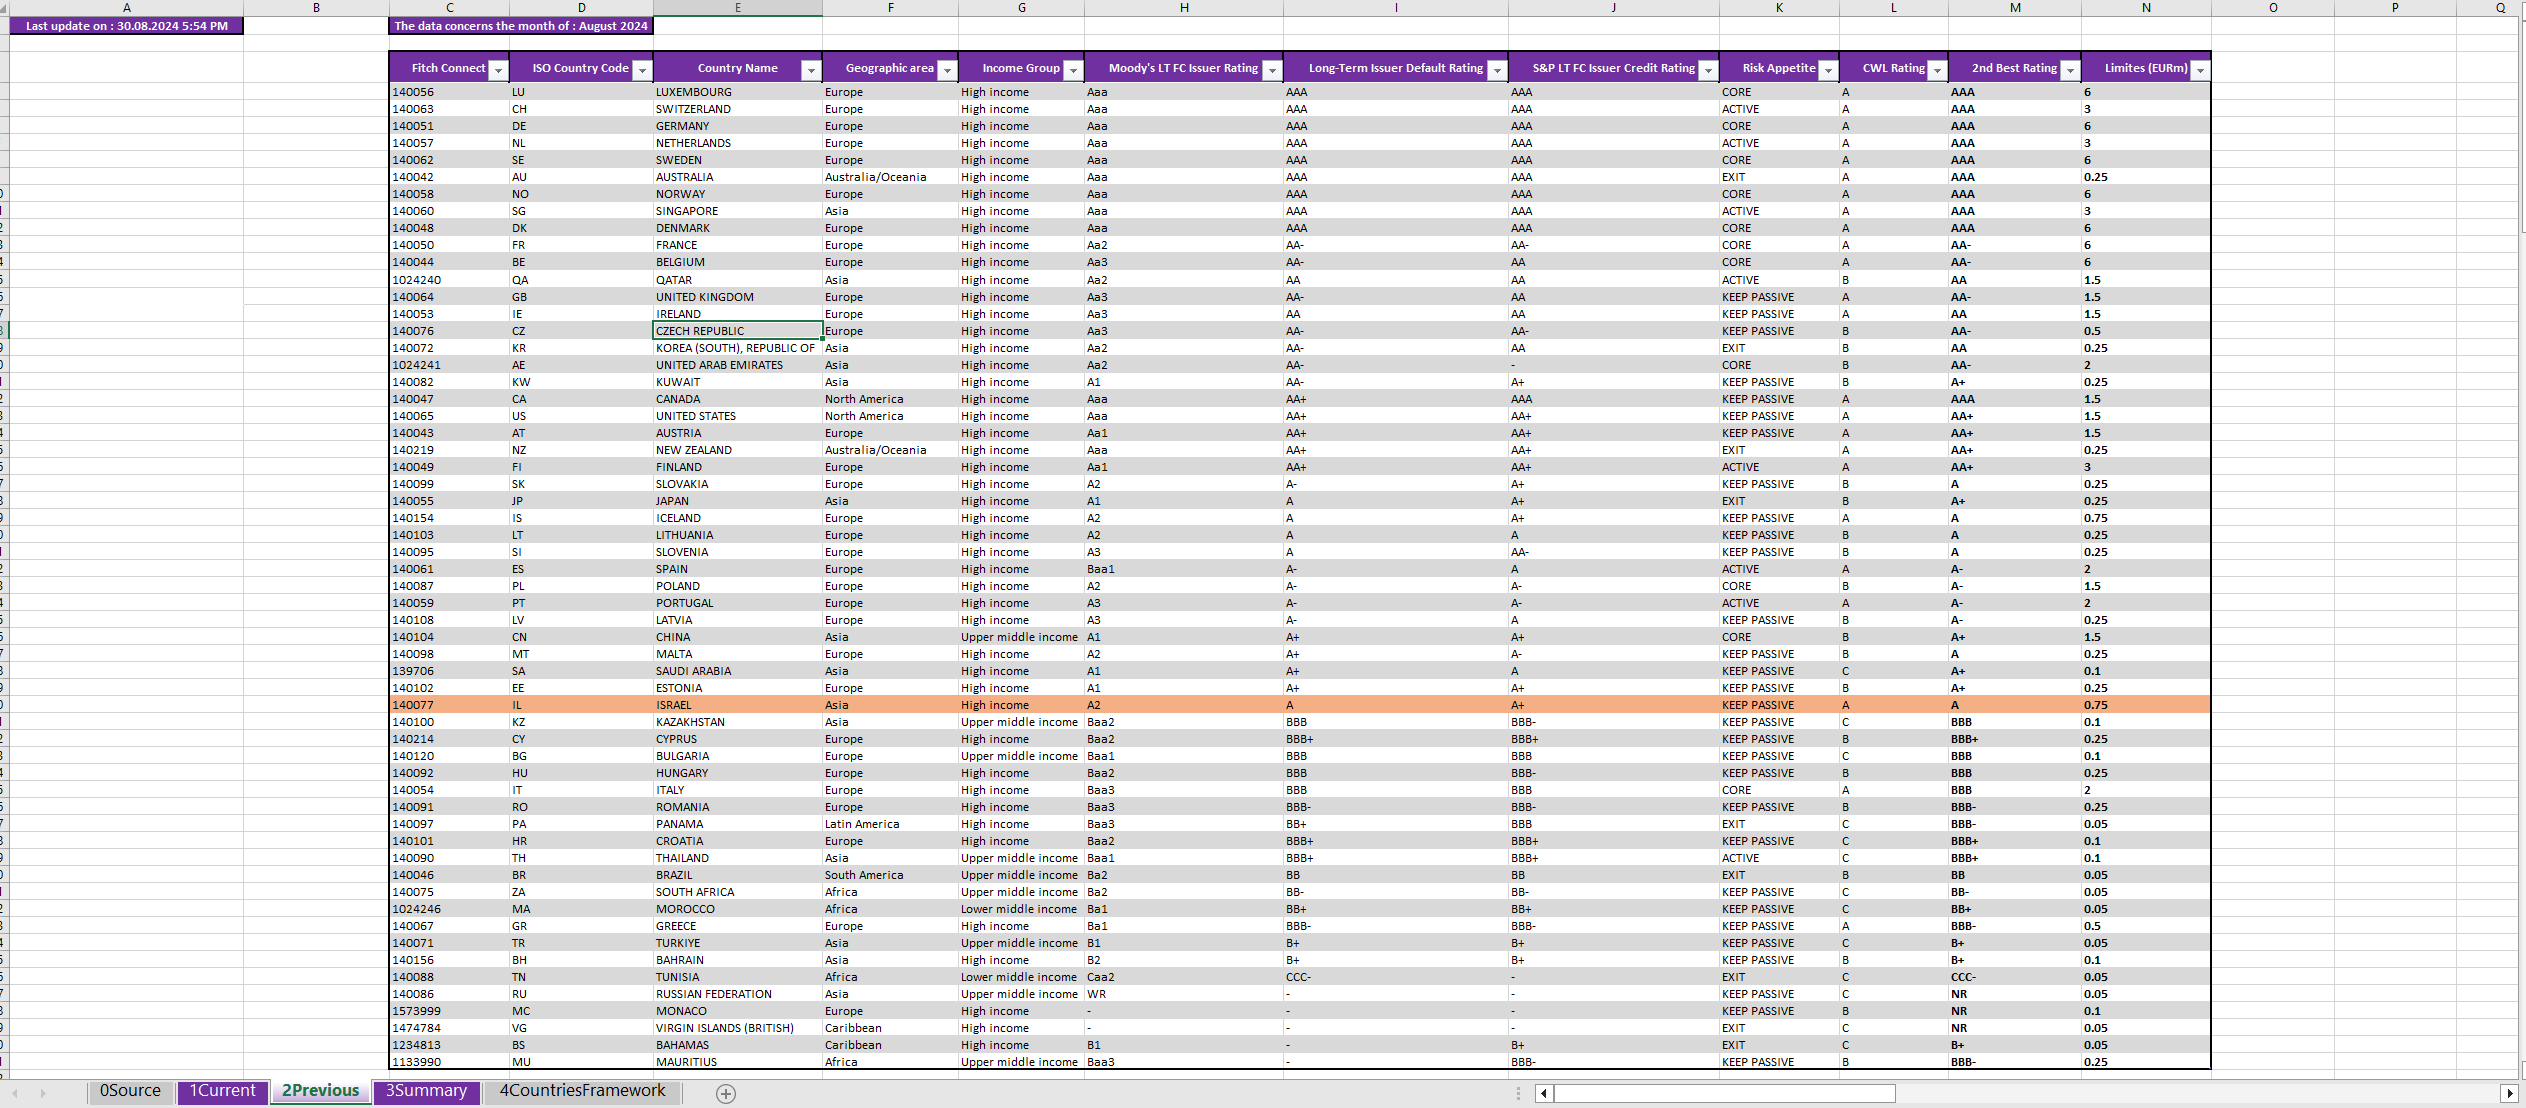 A B C D E F G H I J K L M N O P Q
Last update on : 30.08.2024 5:54 PM The data concerns the month of : August 2024
Fitch Connect ISO Country Code Country Name Geographic area Income Group Moody's LT FC Issuer Rating Long-Term Issuer Default Rating S&P LT FC Issuer Credit Rating Risk Appetite CWL Rating 2nd Best Rating Limites (EURm)
140056 LU LUXEMBOURG Europe High income Aaa AAA AAA CORE A AAA 6
140063 CH SWITZERLAND Europe High income Aaa AAA AAA ACTIVE A AAA 3
140051 DE GERMANY Europe High income Aaa AAA AAA CORE A AAA 6
140057 NL NETHERLANDS Europe High income Aaa AAA AAA ACTIVE A AAA 3
140062 SE SWEDEN Europe High income Aaa AAA AAA CORE A AAA 6
140042 AU AUSTRALIA Australia/Oceania High income Aaa AAA AAA EXIT A AAA 0.25
140058 NO NORWAY Europe High income Aaa AAA AAA CORE A AAA 6
140060 SG SINGAPORE Asia High income Aaa AAA AAA ACTIVE A AAA 3
140048 DK DENMARK Europe High income Aaa AAA AAA CORE A AAA 6
140050 FR FRANCE Europe High income Aa2 AA- AA- CORE A AA- 6
140044 BE BELGIUM Europe High income Aa3 AA- AA CORE A AA- 6
1024240 QA QATAR Asia High income Aa2 AA AA ACTIVE B AA 1.5
140064 GB UNITED KINGDOM Europe High income Aa3 AA- AA KEEP PASSIVE A AA- 1.5
140053 IE IRELAND Europe High income Aa3 AA AA KEEP PASSIVE A AA 1.5
140076 CZ CZECH REPUBLIC Europe High income Aa3 AA- AA- KEEP PASSIVE B AA- 0.5
140072 KR KOREA (SOUTH), REPUBLIC OF Asia High income Aa2 AA- AA EXIT B AA 0.25
1024241 AE UNITED ARAB EMIRATES Asia High income Aa2 AA- - CORE B AA- 2
140082 KW KUWAIT Asia High income A1 AA- A+ KEEP PASSIVE B A+ 0.25
140047 CA CANADA North America High income Aaa AA+ AAA KEEP PASSIVE A AAA 1.5
140065 US UNITED STATES North America High income Aaa AA+ AA+ KEEP PASSIVE A AA+ 1.5
140043 AT AUSTRIA Europe High income Aa1 AA+ AA+ KEEP PASSIVE A AA+ 1.5
140219 NZ NEW ZEALAND Australia/Oceania High income Aaa AA+ AA+ EXIT A AA+ 0.25
140049 FI FINLAND Europe High income Aa1 AA+ AA+ ACTIVE A AA+ 3
140099 SK SLOVAKIA Europe High income A2 A- A+ KEEP PASSIVE B A 0.25
140055 JP JAPAN Asia High income A1 A A+ EXIT B A+ 0.25
140154 IS ICELAND Europe High income A2 A A+ KEEP PASSIVE A A 0.75
140103 LT LITHUANIA Europe High income A2 A A KEEP PASSIVE B A 0.25
140095 SI SLOVENIA Europe High income A3 A AA- KEEP PASSIVE B A 0.25
140061 ES SPAIN Europe High income Baa1 A- A ACTIVE A A- 2
140087 PL POLAND Europe High income A2 A- A- CORE B A- 1.5
140059 PT PORTUGAL Europe High income A3 A- A- ACTIVE A A- 2
140108 LV LATVIA Europe High income A3 A- A KEEP PASSIVE B A- 0.25
140104 CN CHINA Asia Upper middle income A1 A+ A+ CORE B A+ 1.5
140098 MT MALTA Europe High income A2 A+ A- KEEP PASSIVE B A 0.25
139706 SA SAUDI ARABIA Asia High income A1 A+ A KEEP PASSIVE C A+ 0.1
140102 EE ESTONIA Europe High income A1 A+ A+ KEEP PASSIVE B A+ 0.25
140077 IL ISRAEL Asia High income A2 A A+ KEEP PASSIVE A A 0.75
140100 KZ KAZAKHSTAN Asia Upper middle income Baa2 BBB BBB- KEEP PASSIVE C BBB 0.1
140214 CY CYPRUS Europe High income Baa2 BBB+ BBB+ KEEP PASSIVE B BBB+ 0.25
140120 BG BULGARIA Europe Upper middle income Baa1 BBB BBB KEEP PASSIVE C BBB 0.1
140092 HU HUNGARY Europe High income Baa2 BBB BBB- KEEP PASSIVE B BBB 0.25
140054 IT ITALY Europe High income Baa3 BBB BBB CORE A BBB 2
140091 RO ROMANIA Europe High income Baa3 BBB- BBB- KEEP PASSIVE B BBB- 0.25
140097 PA PANAMA Latin America High income Baa3 BB+ BBB EXIT C BBB- 0.05
140101 HR CROATIA Europe High income Baa2 BBB+ BBB+ KEEP PASSIVE C BBB+ 0.1
140090 TH THAILAND Asia Upper middle income Baa1 BBB+ BBB+ ACTIVE C BBB+ 0.1
140046 BR BRAZIL South America Upper middle income Ba2 BB BB EXIT B BB 0.05
140075 ZA SOUTH AFRICA Africa Upper middle income Ba2 BB- BB- KEEP PASSIVE C BB- 0.05
1024246 MA MOROCCO Africa Lower middle income Ba1 BB+ BB+ KEEP PASSIVE C BB+ 0.05
140067 GR GREECE Europe High income Ba1 BBB- BBB- KEEP PASSIVE A BBB- 0.5
140071 TR TURKIYE Asia Upper middle income B1 B+ B+ KEEP PASSIVE C B+ 0.05
140156 BH BAHRAIN Asia High income B2 B+ B+ KEEP PASSIVE B B+ 0.1
140088 TN TUNISIA Africa Lower middle income Caa2 CCC- - EXIT C CCC- 0.05
140086 RU RUSSIAN FEDERATION Asia Upper middle income WR - - KEEP PASSIVE C NR 0.05
1573999 MC MONACO Europe High income - - - KEEP PASSIVE B NR 0.1
1474784 VG VIRGIN ISLANDS (BRITISH) Caribbean High income - - - EXIT C NR 0.05
1234813 BS BAHAMAS Caribbean High income B1 - B+ EXIT C B+ 0.05
1133990 MU MAURITIUS Africa Upper middle income Baa3 - BBB- KEEP PASSIVE B BBB- 0.25
0Source 1Current 2Previous 3Summary 4CountriesFramework